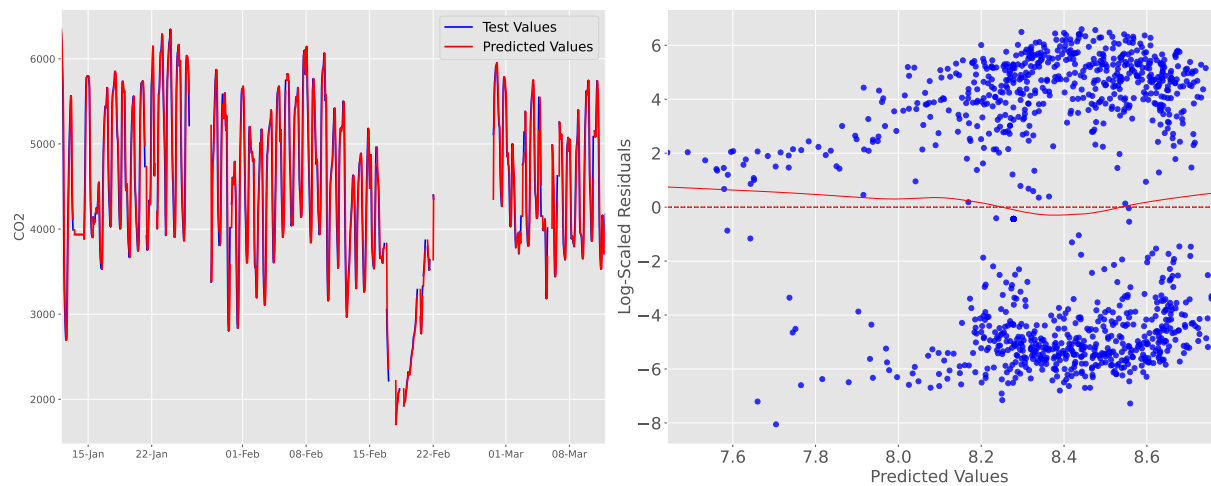 Test Values
Predicted Values
6000
5000
4000
3000
2000
CO2
15-Jan
22-Jan
01-Feb
08-Feb
15-Feb
22-Feb
01-Mar
08-Mar
6
4
2
0
−2
−4
−6
−8
Log-Scaled Residuals
7.6
7.8
8.0
8.2
8.4
8.6
Predicted Values